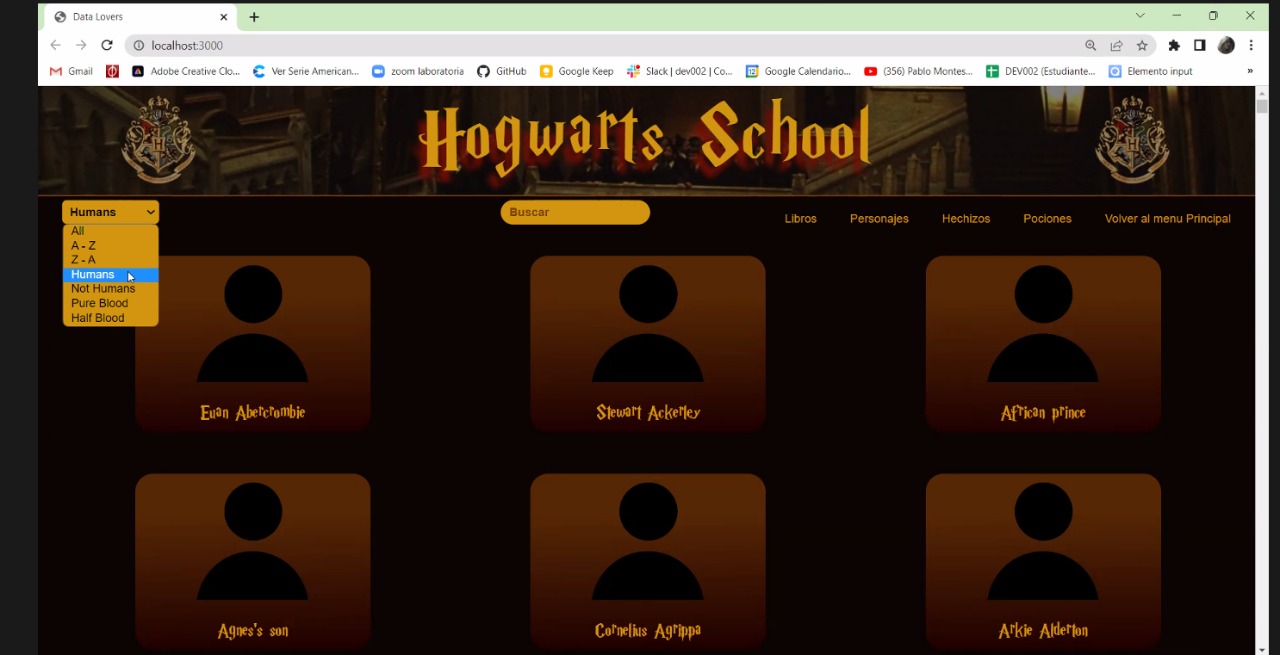 Data Lovers
localhost:3000
Gmail
Adobe Creative Clo...
Ver Serie American...
zoom laboratoria
GitHub
Google Keep
Slack | dev002 | Co...
Google Calendario...
(356) Pablo Montes...
DEV002 (Estudiante...
Elemento input
»
Hogwarts School
Humans
Buscar
Libros
Personajes
Hechizos
Pociones
Volver al menu Principal
All
A - Z
Z - A
Humans
Not Humans
Pure Blood
Half Blood
Euan Abercrombie
Stewart Ackerley
African prince
Agnes's son
Cornelius Agrippa
Arkie Alderton